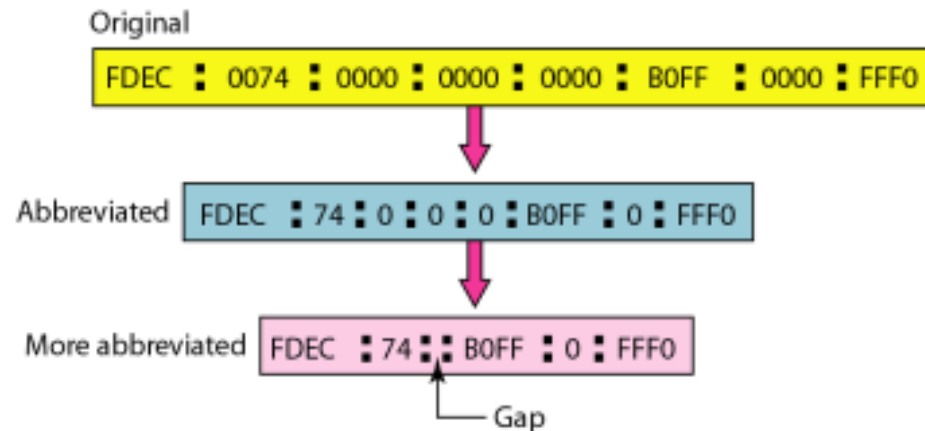 Original
FDEC : 0074 : 0000 : 0000 : 0000 : B0FF : 0000 : FFF0
Abbreviated
FDEC : 74 : 0 : 0 : 0 : B0FF : 0 : FFF0
More abbreviated
FDEC : 74 : : B0FF : 0 : FFF0
Gap